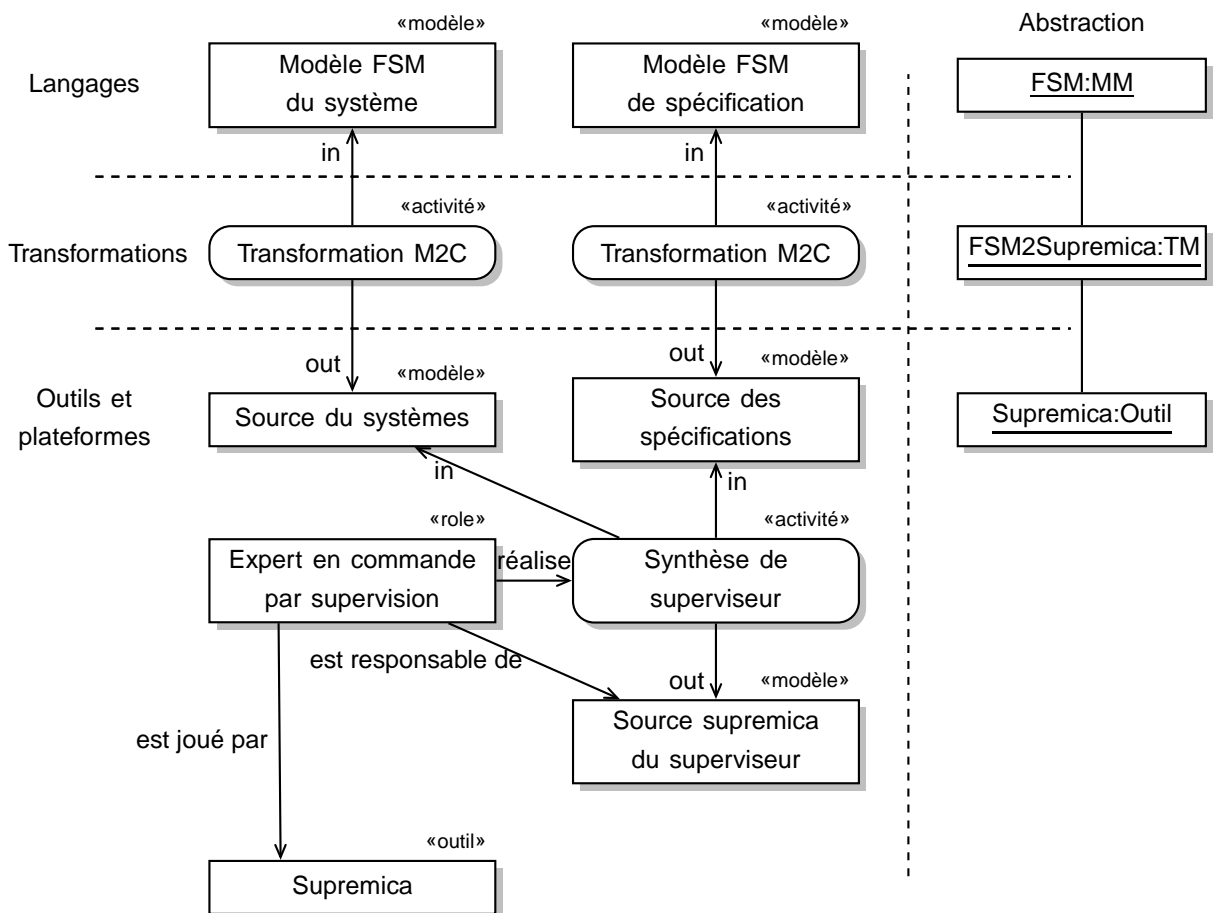 «modèle»
«modèle»
Abstraction
Langages
Modèle FSM
du système
Modèle FSM
de spécification
FSM:MM
in
in
«activité»
«activité»
Transformations
Transformation M2C
Transformation M2C
FSM2Supremica:TM
out
out
«modèle»
«modèle»
Outils et
plateformes
Source du systèmes
Source des
spécifications
Supremica:Outil
in
in
«role»
«activité»
Expert en commande
par supervision
réalise
Synthèse de
superviseur
est responsable de
out
«modèle»
Source supremica
du superviseur
est joué par
«outil»
Supremica